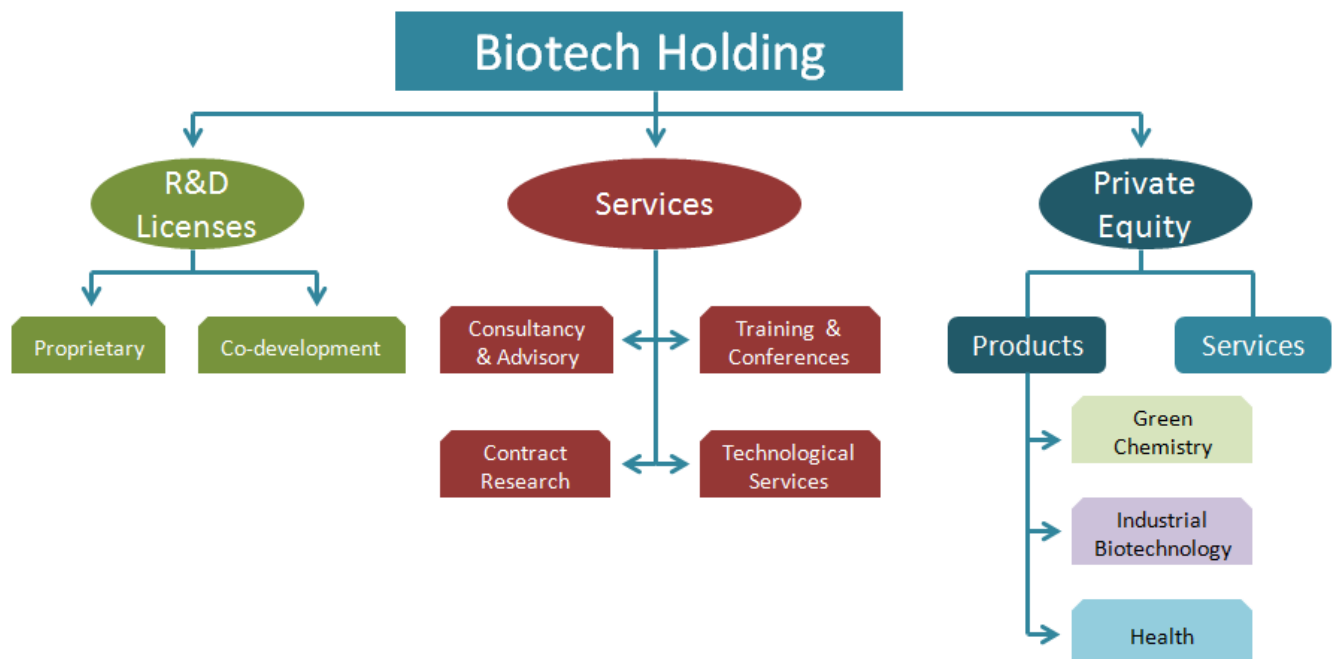 Biotech Holding
R&D
Licenses
Services
Private
Equity
Proprietary
Co-development
Consultancy
& Advisory
Training &
Conferences
Contract
Research
Technological
Services
Products
Services
Green
Chemistry
Industrial
Biotechnology
Health